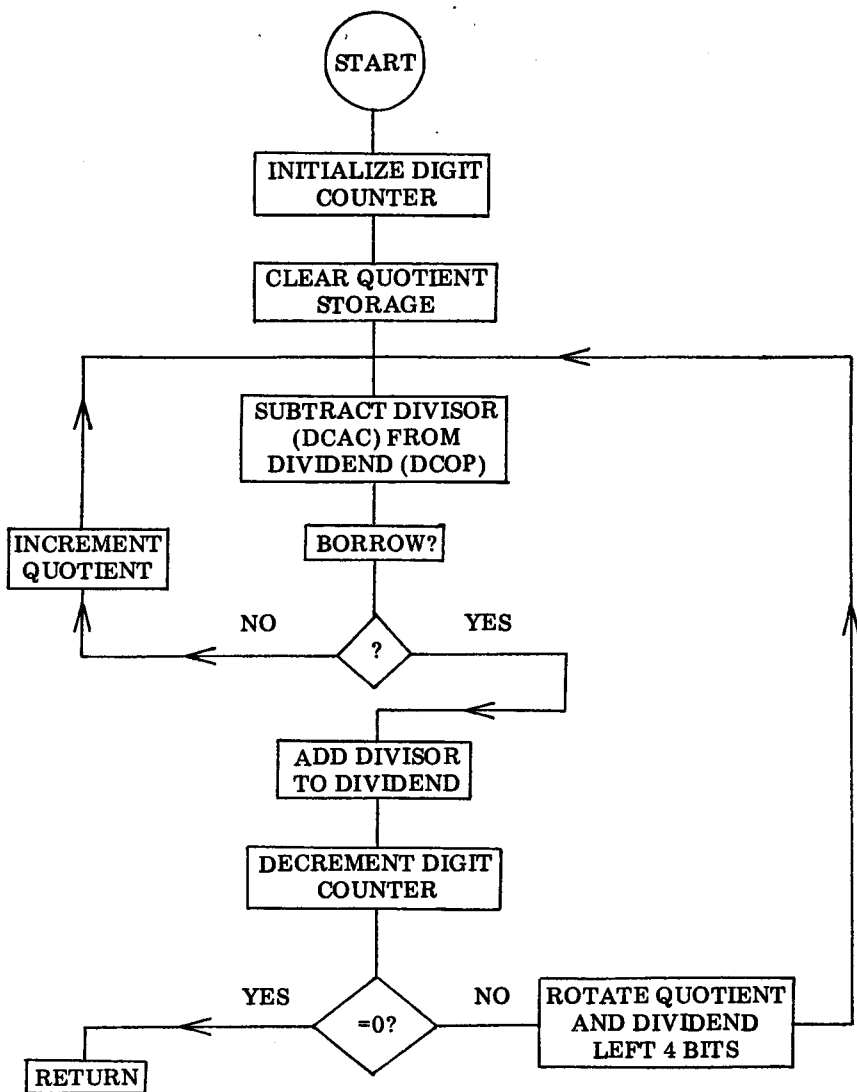 START
INITIALIZE DIGIT
COUNTER
CLEAR QUOTIENT
STORAGE
SUBTRACT DIVISOR
(DCAC) FROM
DIVIDEND (DCOP)
INCREMENT
QUOTIENT
BORROW?
NO
YES
?
ADD DIVISOR
TO DIVIDEND
DECREMENT DIGIT
COUNTER
YES
=0?
NO
ROTATE QUOTIENT
AND DIVIDEND
LEFT 4 BITS
RETURN